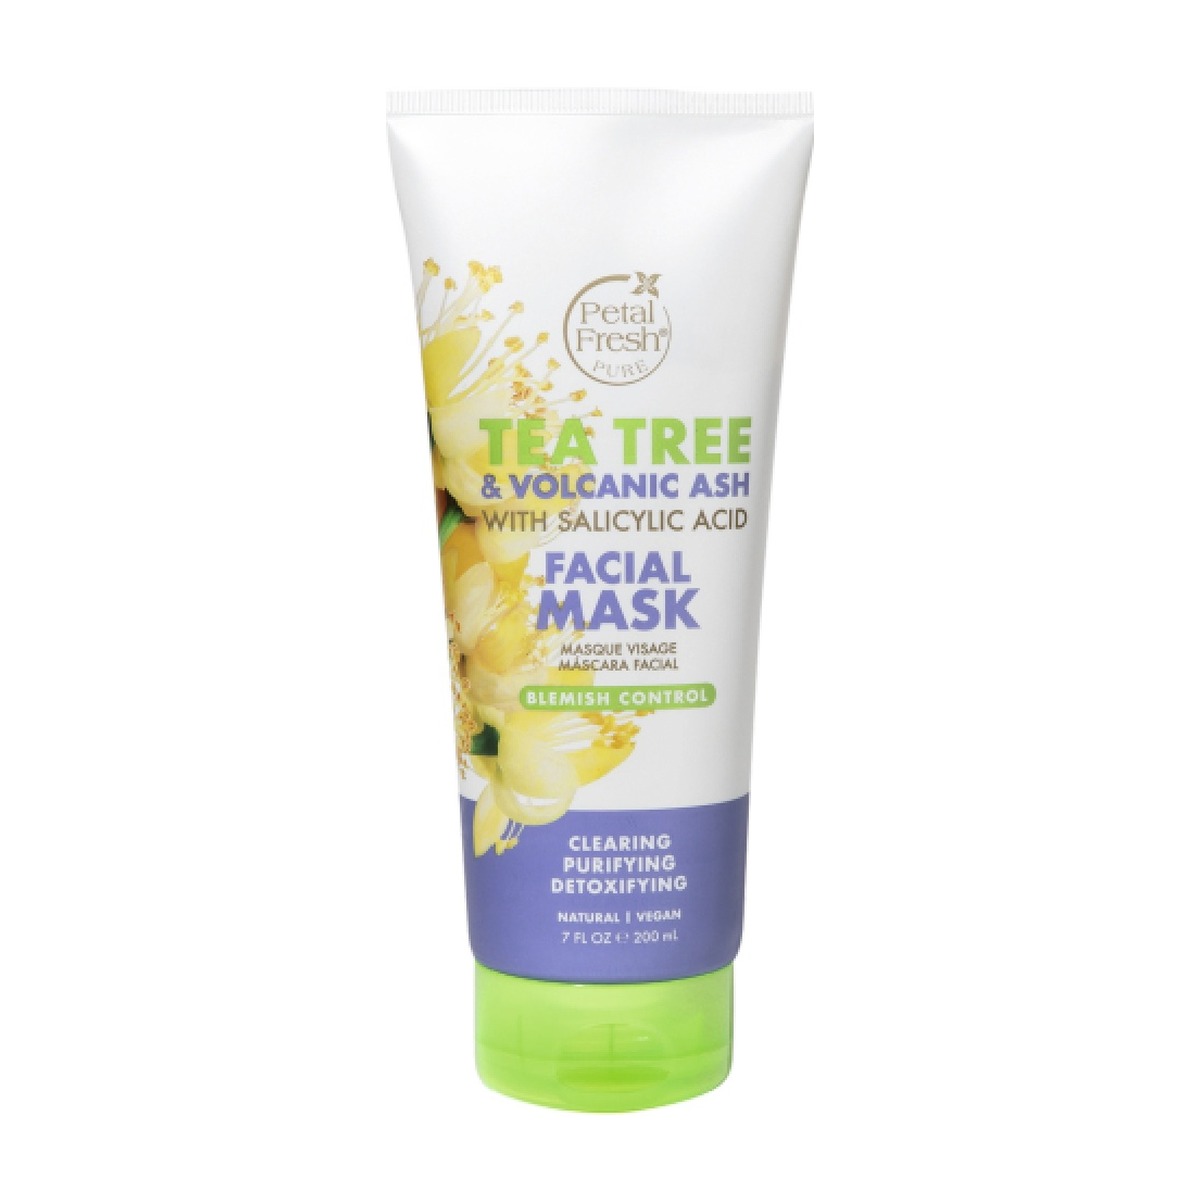 Petal
Fresh®
PURE
TEA TREE
& VOLCANIC ASH
WITH SALICYLIC ACID
FACIAL
MASK
MASQUE VISAGE
MÁSCARA FACIAL
BLEMISH CONTROL
CLEARING
PURIFYING
DETOXIFYING
NATURAL | VEGAN
7 FL OZ ℮ 200 mL